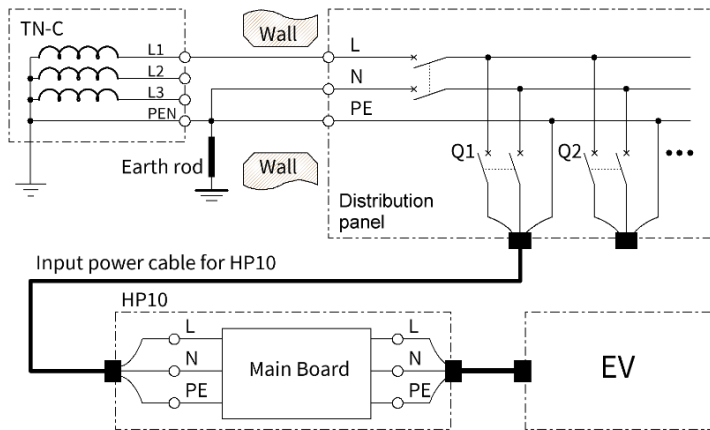 TN-C
L1
L2
L3
PEN
Wall
L
N
PE
Earth rod
Wall
Q1
Q2
Distribution
panel
Input power cable for HP10
HP10
L
N
PE
Main Board
L
N
PE
EV